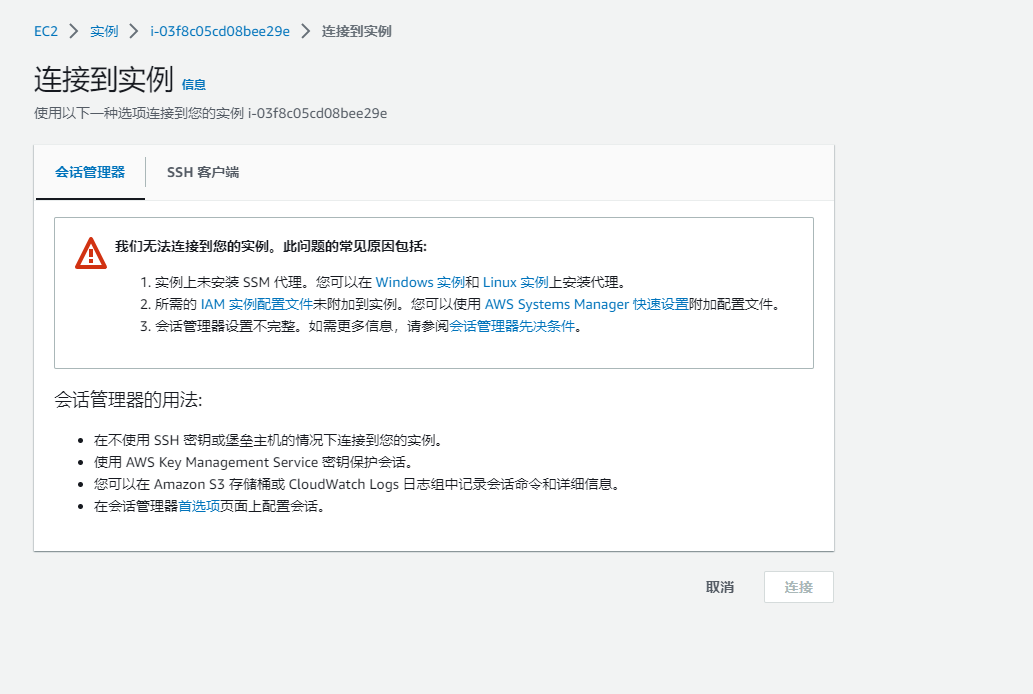 EC2 > 实例 > i-03f8c05cd08bee29e > 连接到实例
连接到实例 信息
使用以下一种选项连接到您的实例 i-03f8c05cd08bee29e
会话管理器 SSH 客户端
我们无法连接到您的实例。此问题的常见原因包括:
1. 实例上未安装 SSM 代理。您可以在 Windows 实例和 Linux 实例上安装代理。
2. 所需的 IAM 实例配置文件未附加到实例。您可以使用 AWS Systems Manager 快速设置附加配置文件。
3. 会话管理器设置不完整。如需更多信息，请参阅会话管理器先决条件。
会话管理器的用法:
• 在不使用 SSH 密钥或堡垒主机的情况下连接到您的实例。
• 使用 AWS Key Management Service 密钥保护会话。
• 您可以在 Amazon S3 存储桶或 CloudWatch Logs 日志组中记录会话命令和详细信息。
• 在会话管理器首选项页面上配置会话。
取消 连接